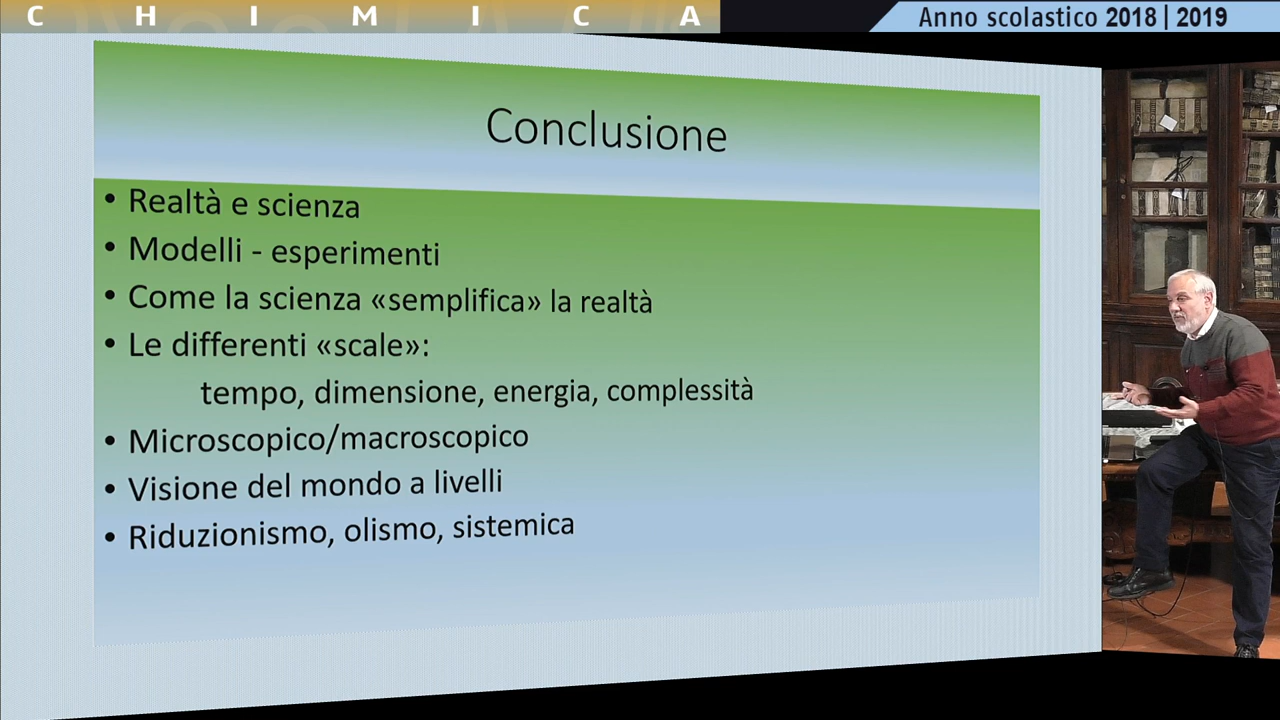 CHIMICA
Anno scolastico 2018 | 2019
Conclusione
• Realtà e scienza
• Modelli - esperimenti
• Come la scienza «semplifica» la realtà
• Le differenti «scale»:
tempo, dimensione, energia, complessità
• Microscopico/macroscopico
• Visione del mondo a livelli
• Riduzionismo, olismo, sistemica